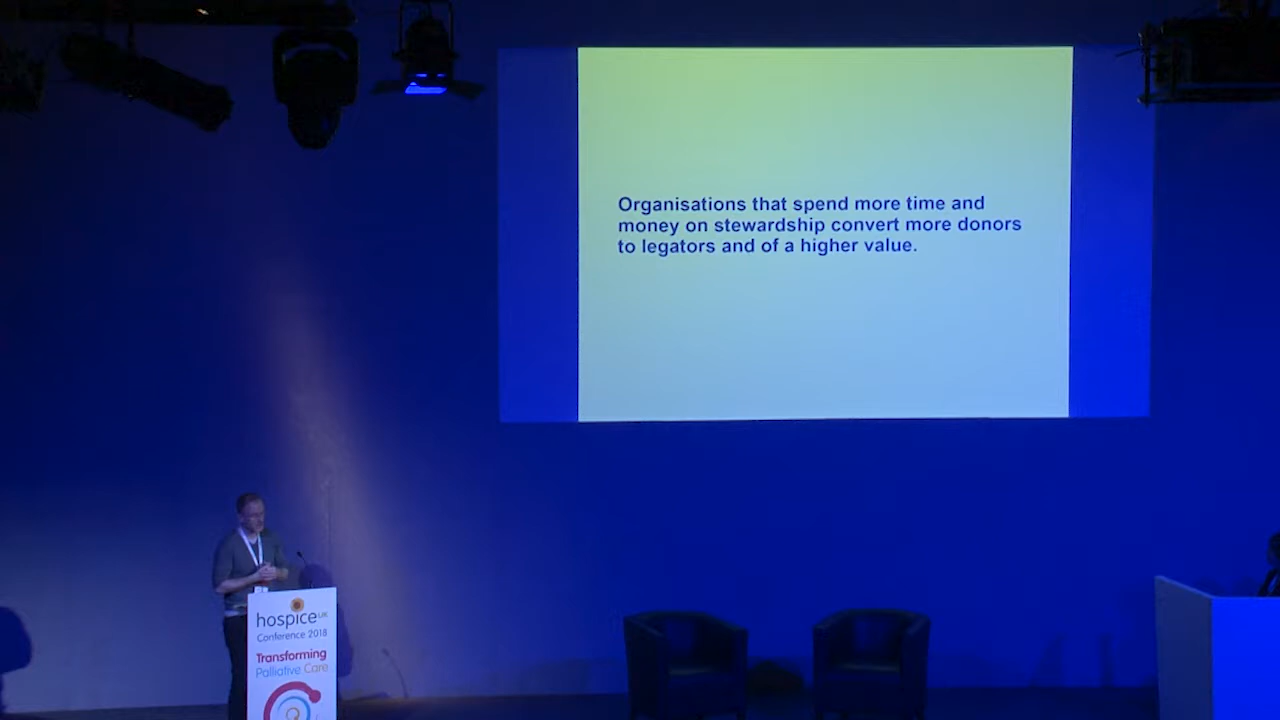 Organisations that spend more time and
money on stewardship convert more donors
to legators and of a higher value.
hospice UK
Conference 2018
Transforming
Palliative Care